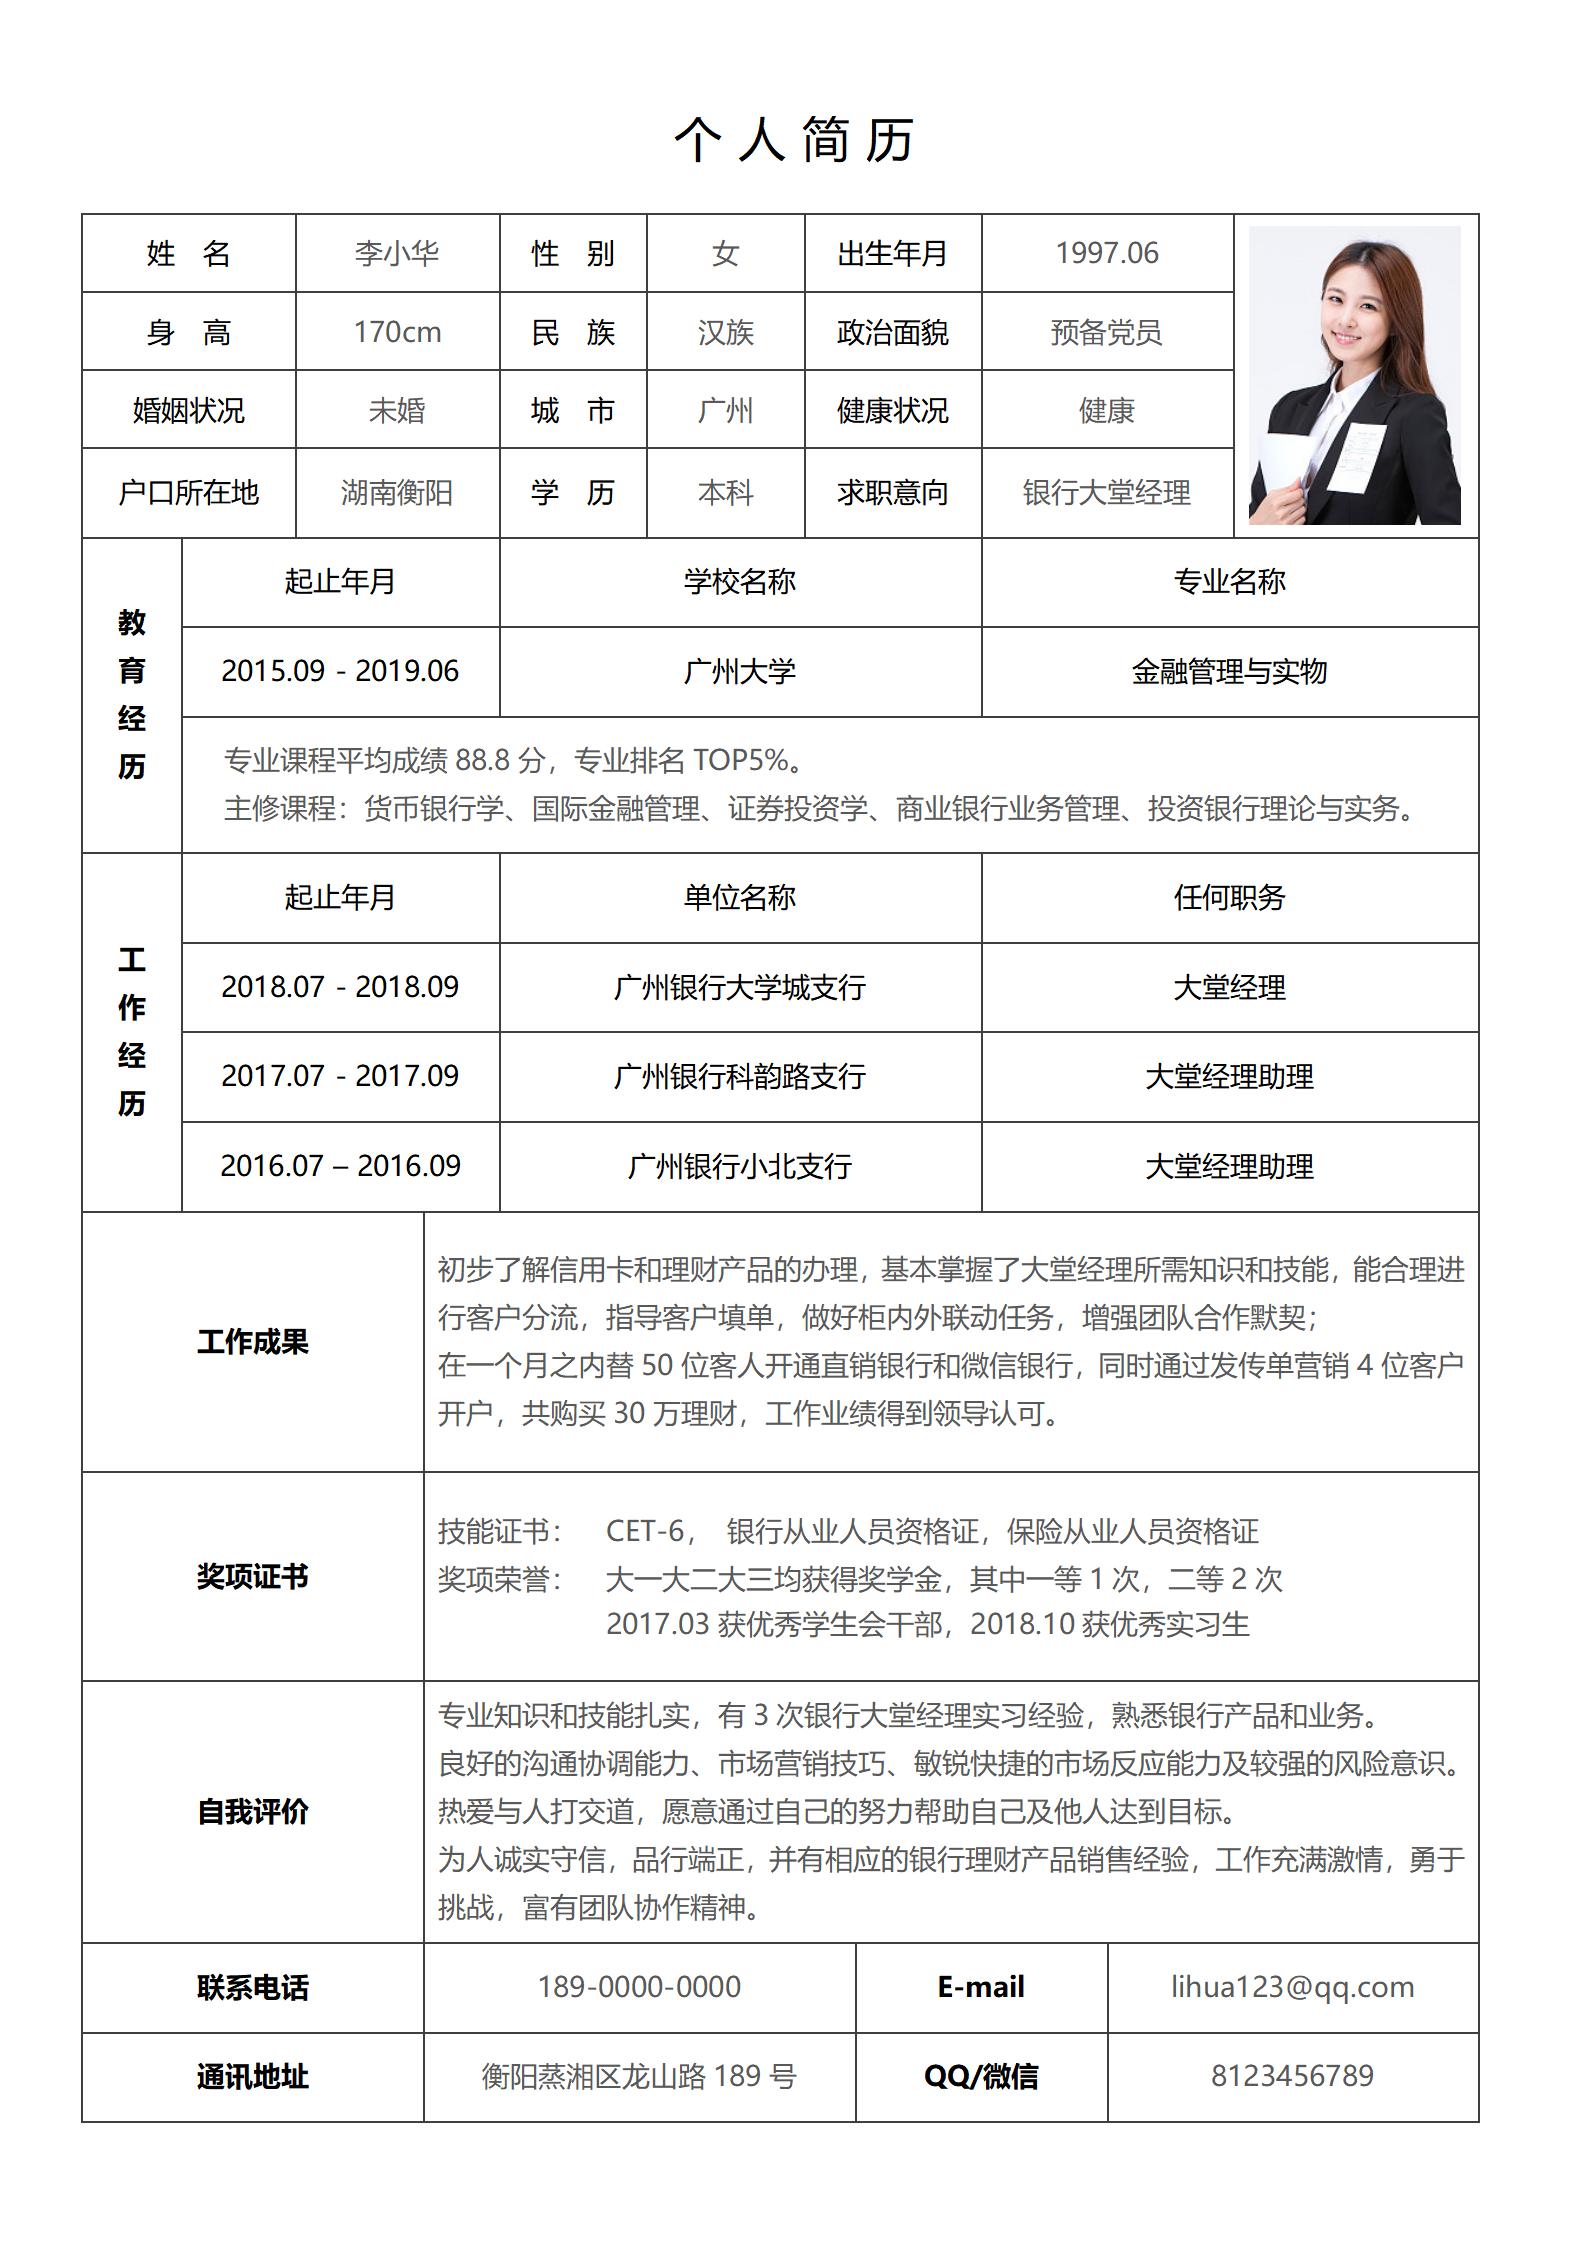 个人简历
姓 名 李小华 性 别 女 出生年月 1997.06
身 高 170cm 民 族 汉族 政治面貌 预备党员
婚姻状况 未婚 城 市 广州 健康状况 健康
户口所在地 湖南衡阳 学 历 本科 求职意向 银行大堂经理
教育经历
起止年月 学校名称 专业名称
2015.09 - 2019.06 广州大学 金融管理与实物
专业课程平均成绩 88.8 分，专业排名 TOP5%。
主修课程：货币银行学、国际金融管理、证券投资学、商业银行业务管理、投资银行理论与实务。
工作经历
起止年月 单位名称 任何职务
2018.07 - 2018.09 广州银行大学城支行 大堂经理
2017.07 - 2017.09 广州银行科韵路支行 大堂经理助理
2016.07 – 2016.09 广州银行小北支行 大堂经理助理
工作成果
初步了解信用卡和理财产品的办理，基本掌握了大堂经理所需知识和技能，能合理进
行客户分流，指导客户填单，做好柜内外联动任务，增强团队合作默契；
在一个月之内替 50 位客人开通直销银行和微信银行，同时通过发传单营销 4 位客户
开户，共购买 30 万理财，工作业绩得到领导认可。
奖项证书
技能证书： CET-6， 银行从业人员资格证，保险从业人员资格证
奖项荣誉： 大一大二大三均获得奖学金，其中一等 1 次，二等 2 次
2017.03 获优秀学生会干部，2018.10 获优秀实习生
自我评价
专业知识和技能扎实，有 3 次银行大堂经理实习经验，熟悉银行产品和业务。
良好的沟通协调能力、市场营销技巧、敏锐快捷的市场反应能力及较强的风险意识。
热爱与人打交道，愿意通过自己的努力帮助自己及他人达到目标。
为人诚实守信，品行端正，并有相应的银行理财产品销售经验，工作充满激情，勇于
挑战，富有团队协作精神。
联系电话 189-0000-0000 E-mail lihua123@qq.com
通讯地址 衡阳蒸湘区龙山路 189 号 QQ/微信 8123456789